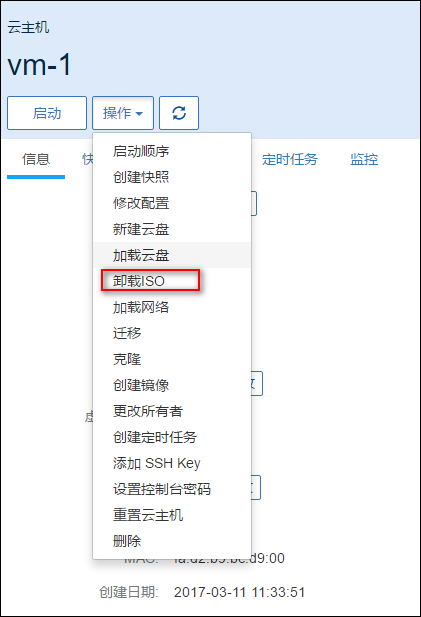 云主机
vm-1
启动
操作
信息
定时任务
监控
启动顺序
创建快照
修改配置
新建云盘
加载云盘
卸载ISO
加载网络
迁移
克隆
创建镜像
更改所有者
创建定时任务
添加 SSH Key
设置控制台密码
重置云主机
删除
MAC: fa:d2:b9:bc:d9:00
创建日期: 2017-03-11 11:33:51